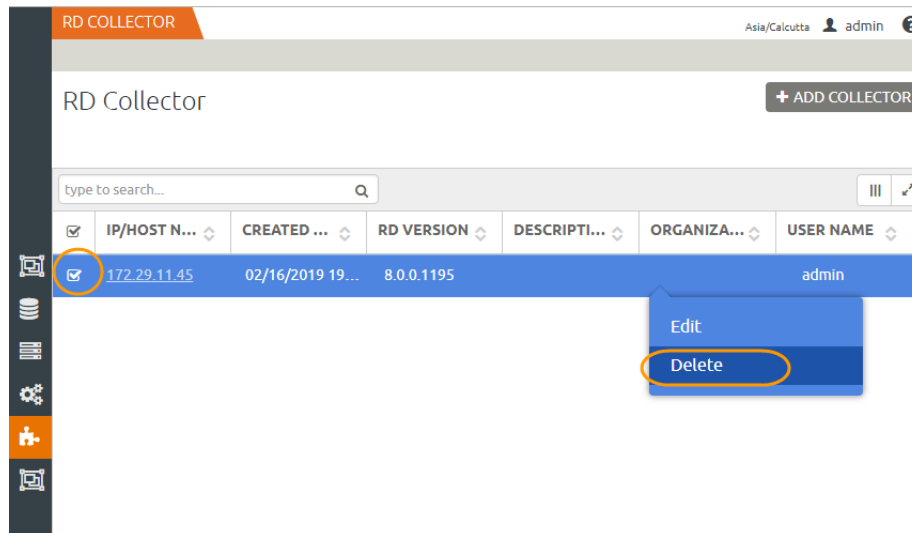 RD COLLECTOR
Asia/Calcutta admin
RD Collector
+ ADD COLLECTOR
type to search...
IP/HOST N... CREATED ... RD VERSION DESCRIPTI... ORGANIZA... USER NAME
172.29.11.45 02/16/2019 19... 8.0.0.1195 admin
Edit
Delete